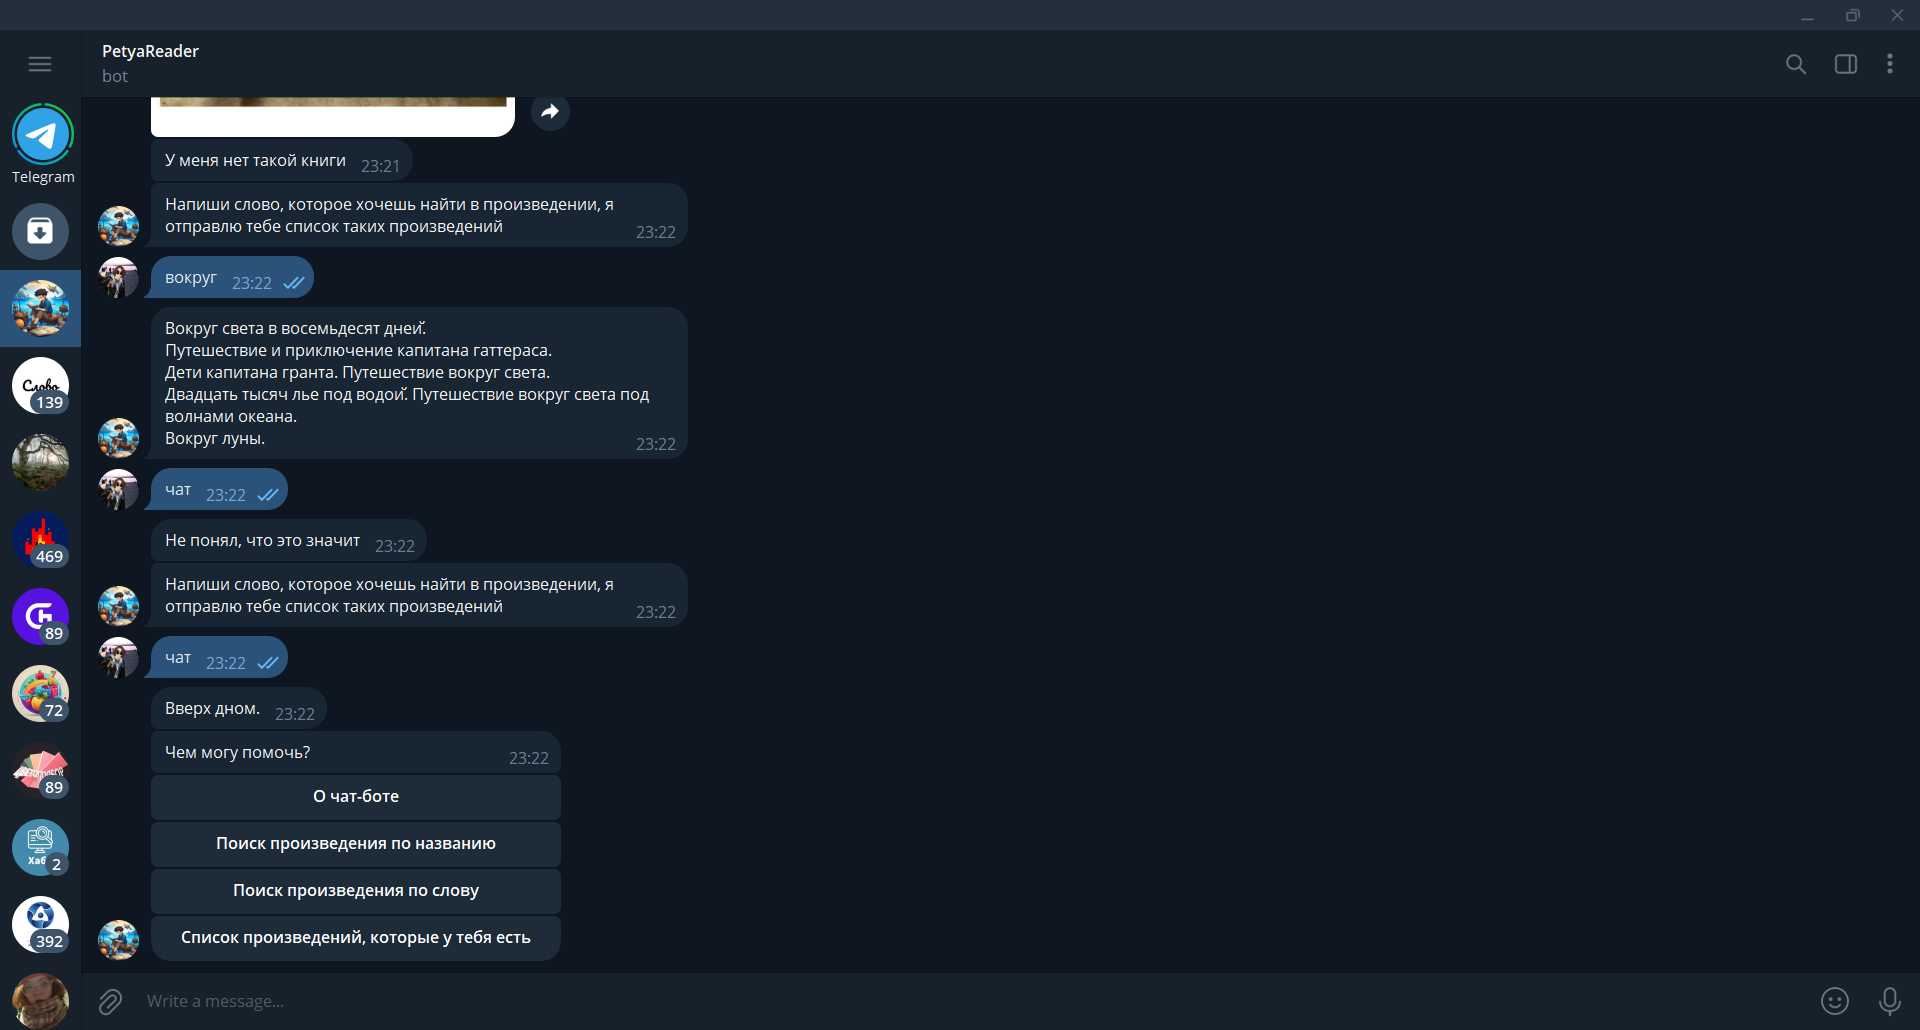 PetyaReader
bot
Telegram
У меня нет такой книги 23:21
Напиши слово, которое хочешь найти в произведении, я
отправлю тебе список таких произведений 23:22
вокруг 23:22
Вокруг света в восемьдесят дней.
Путешествие и приключение капитана гаттераса.
Дети капитана гранта. Путешествие вокруг света.
Двадцать тысяч лье под водой. Путешествие вокруг света под
волнами океана.
Вокруг луны. 23:22
чат 23:22
Не понял, что это значит 23:22
Напиши слово, которое хочешь найти в произведении, я
отправлю тебе список таких произведений 23:22
чат 23:22
Вверх дном. 23:22
Чем могу помочь? 23:22
О чат-боте
Поиск произведения по названию
Поиск произведения по слову
Список произведений, которые у тебя есть
Write a message...
Слово
139
469
89
72
89
2
392